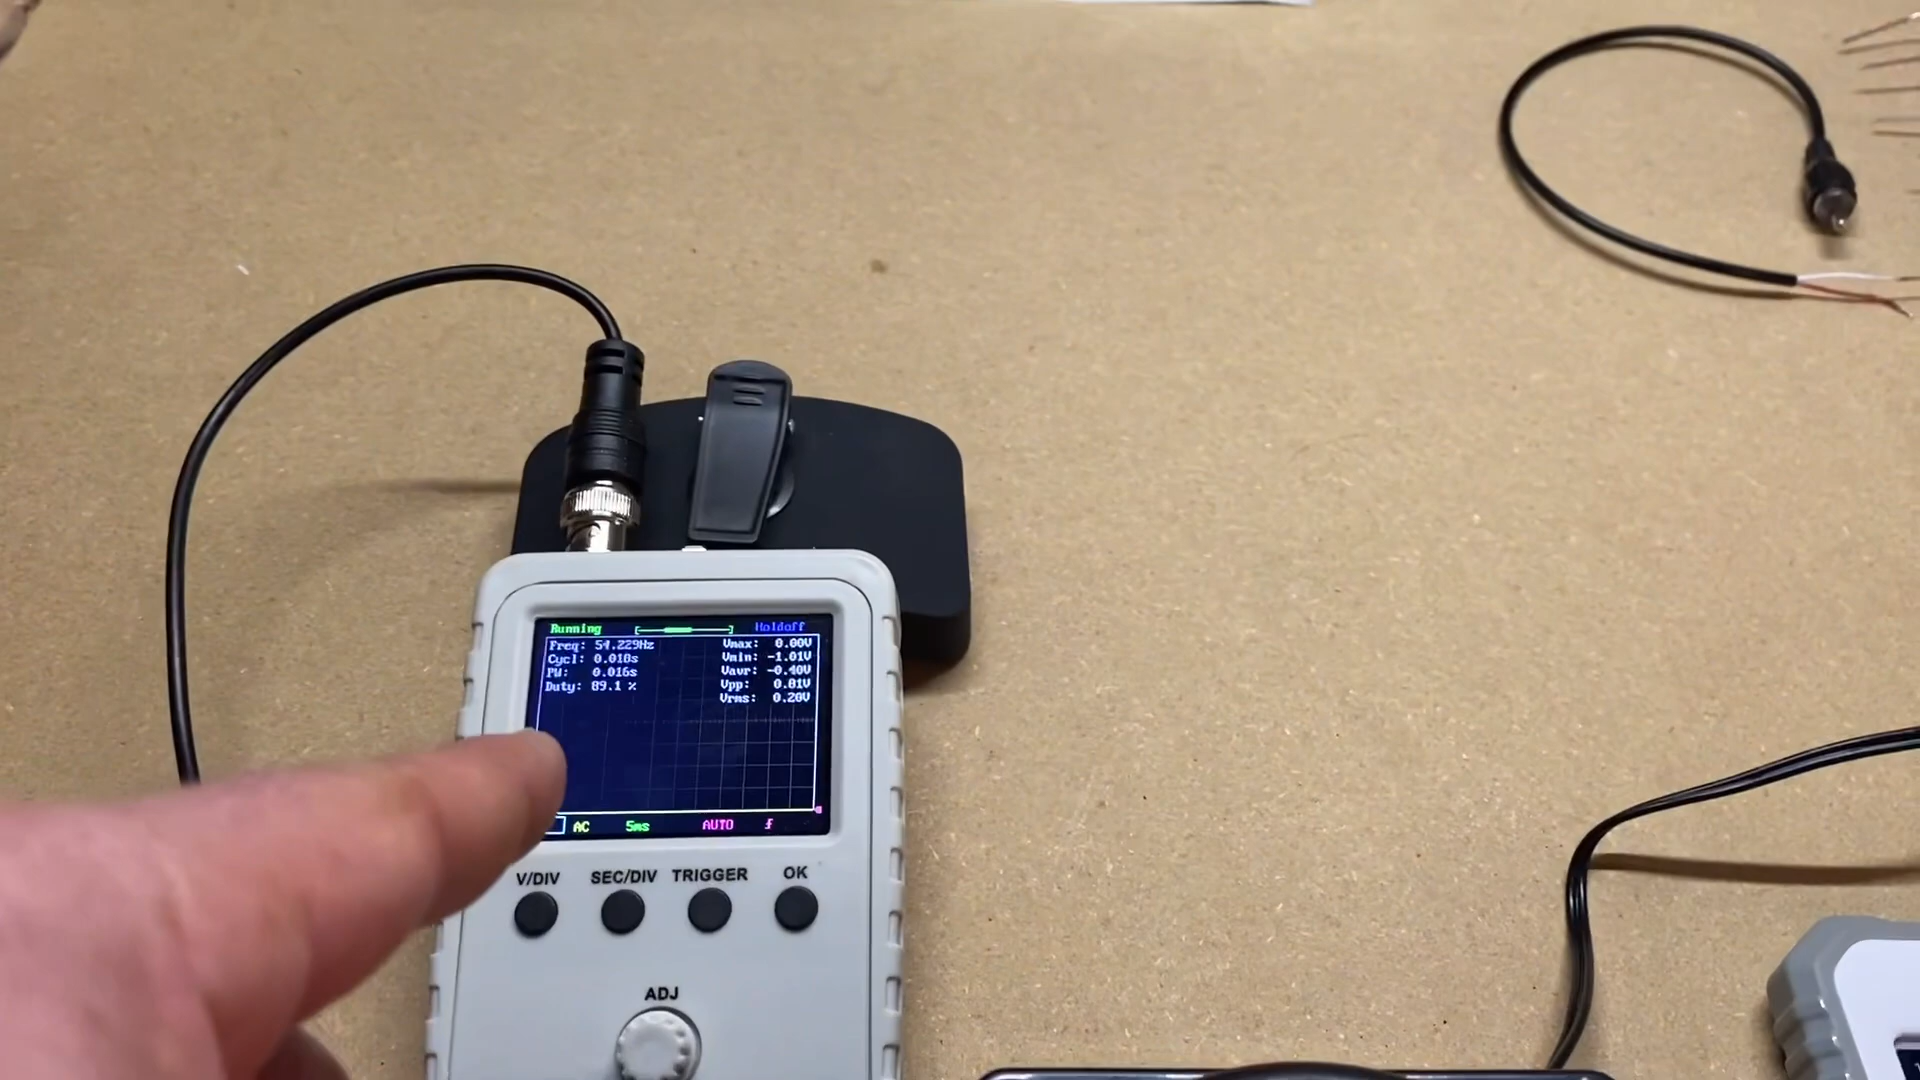 Running Holdoff
Freq: 54.229Hz Vmax: 0.00V
Cycl: 0.018s Vmin: -1.01V
PW: 0.016s Vavr: -0.40V
Duty: 89.1 % Vpp: 0.81V
Vrms: 0.20V
AC 5ms AUTO
V/DIV SEC/DIV TRIGGER OK
ADJ